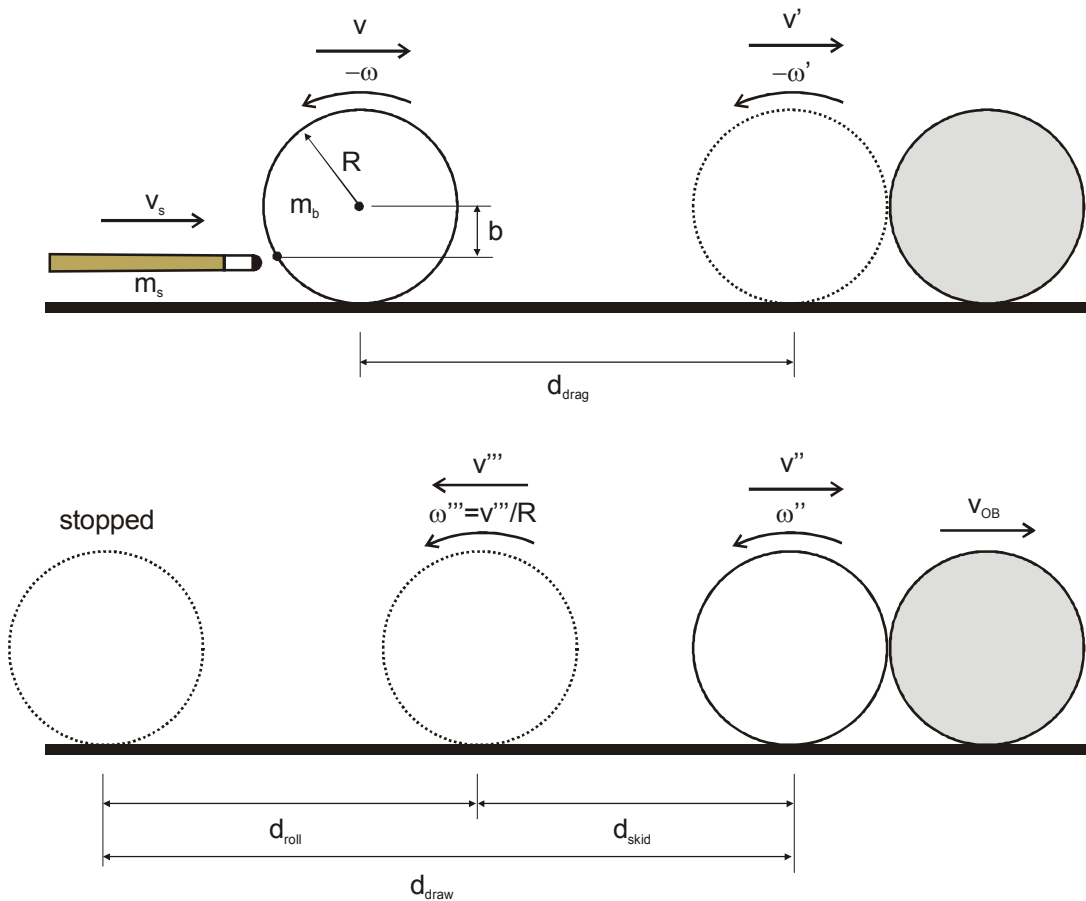 v
v'
−ω
−ω'
R
v_s
m_b
b
m_s
d_drag
v'''
v''
stopped
ω'''=v'''/R
ω''
v_OB
d_roll
d_skid
d_draw